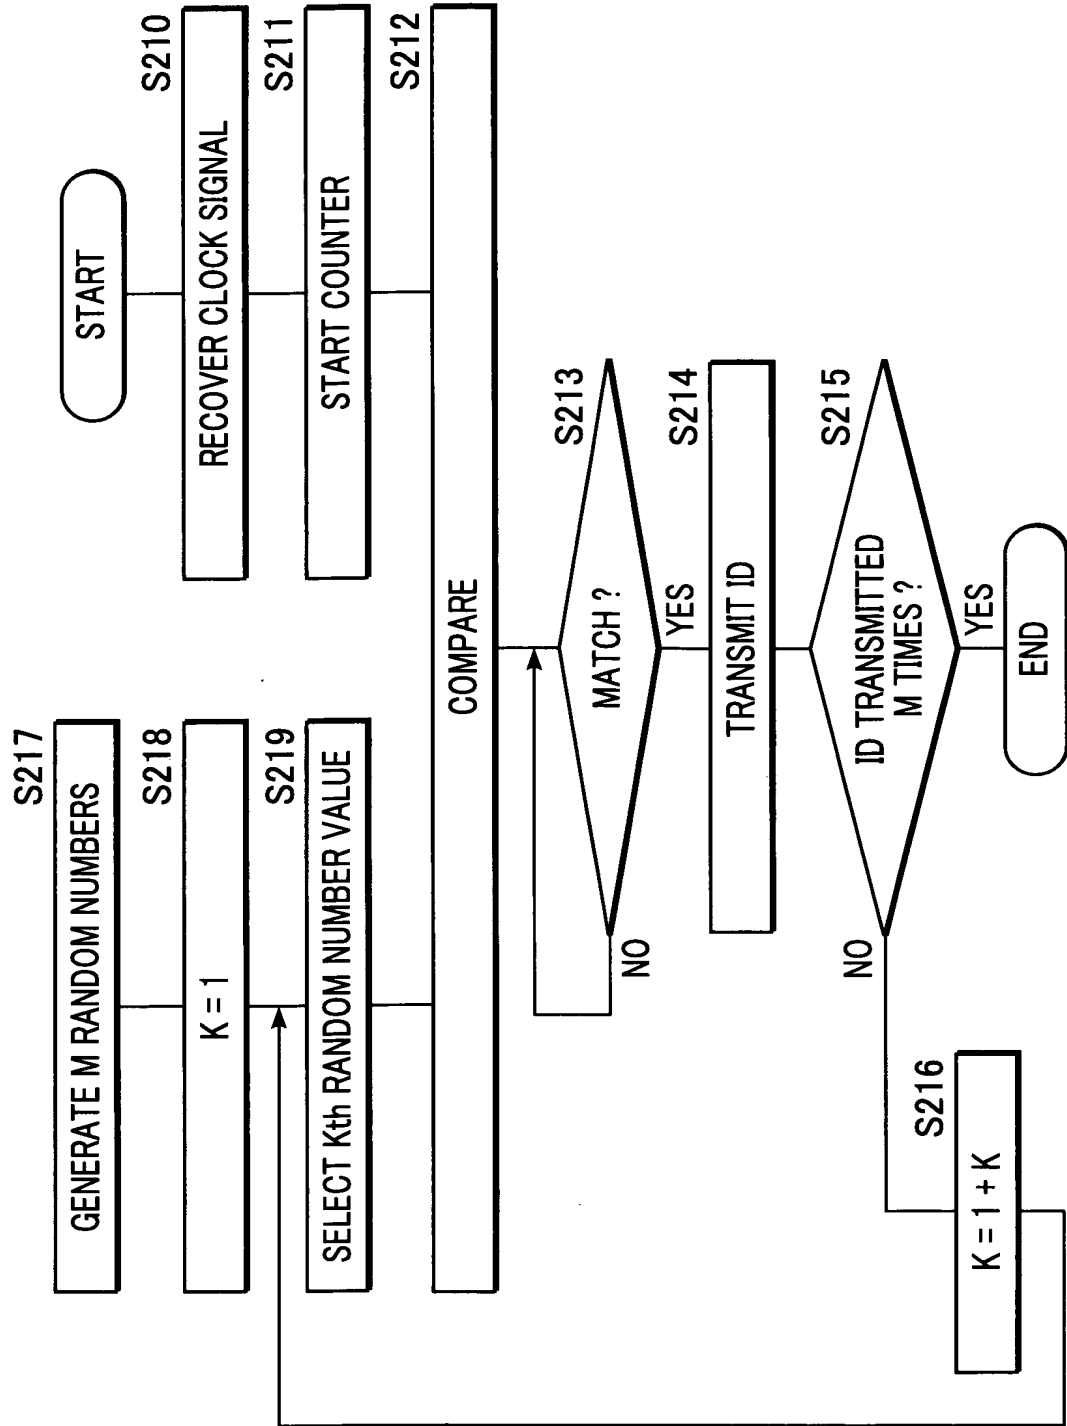 START
S210
RECOVER CLOCK SIGNAL
S211
START COUNTER
S217
GENERATE M RANDOM NUMBERS
S218
K = 1
S219
SELECT Kth RANDOM NUMBER VALUE
S212
COMPARE
S213
MATCH ?
NO
YES
S214
TRANSMIT ID
S215
ID TRANSMITTED
M TIMES ?
NO
YES
S216
K = 1 + K
END